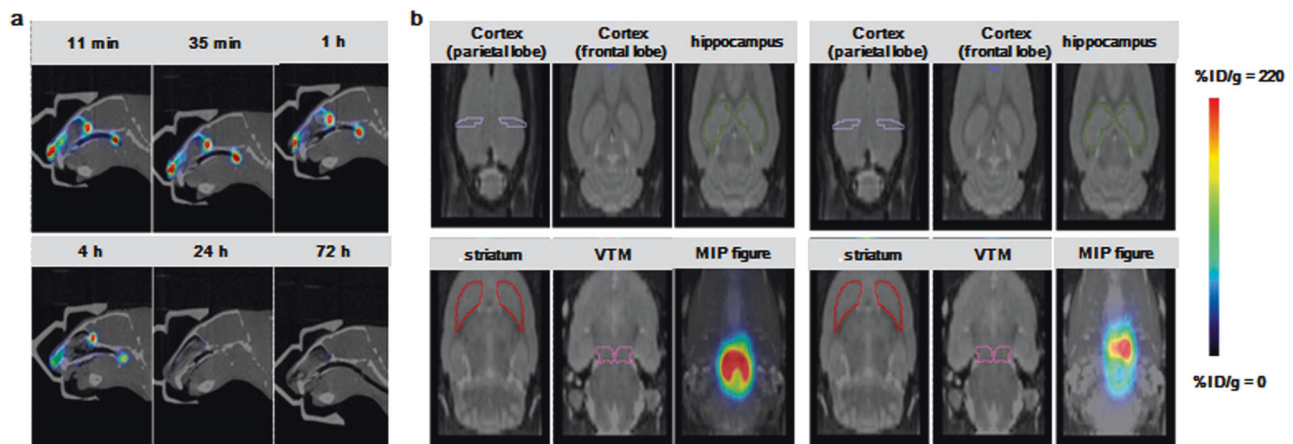 a
11 min 35 min 1 h
4 h 24 h 72 h
b
Cortex
(parietal lobe)
Cortex
(frontal lobe)
hippocampus
Cortex
(parietal lobe)
Cortex
(frontal lobe)
hippocampus
striatum VTM MIP figure
striatum VTM MIP figure
%ID/g = 220
%ID/g = 0